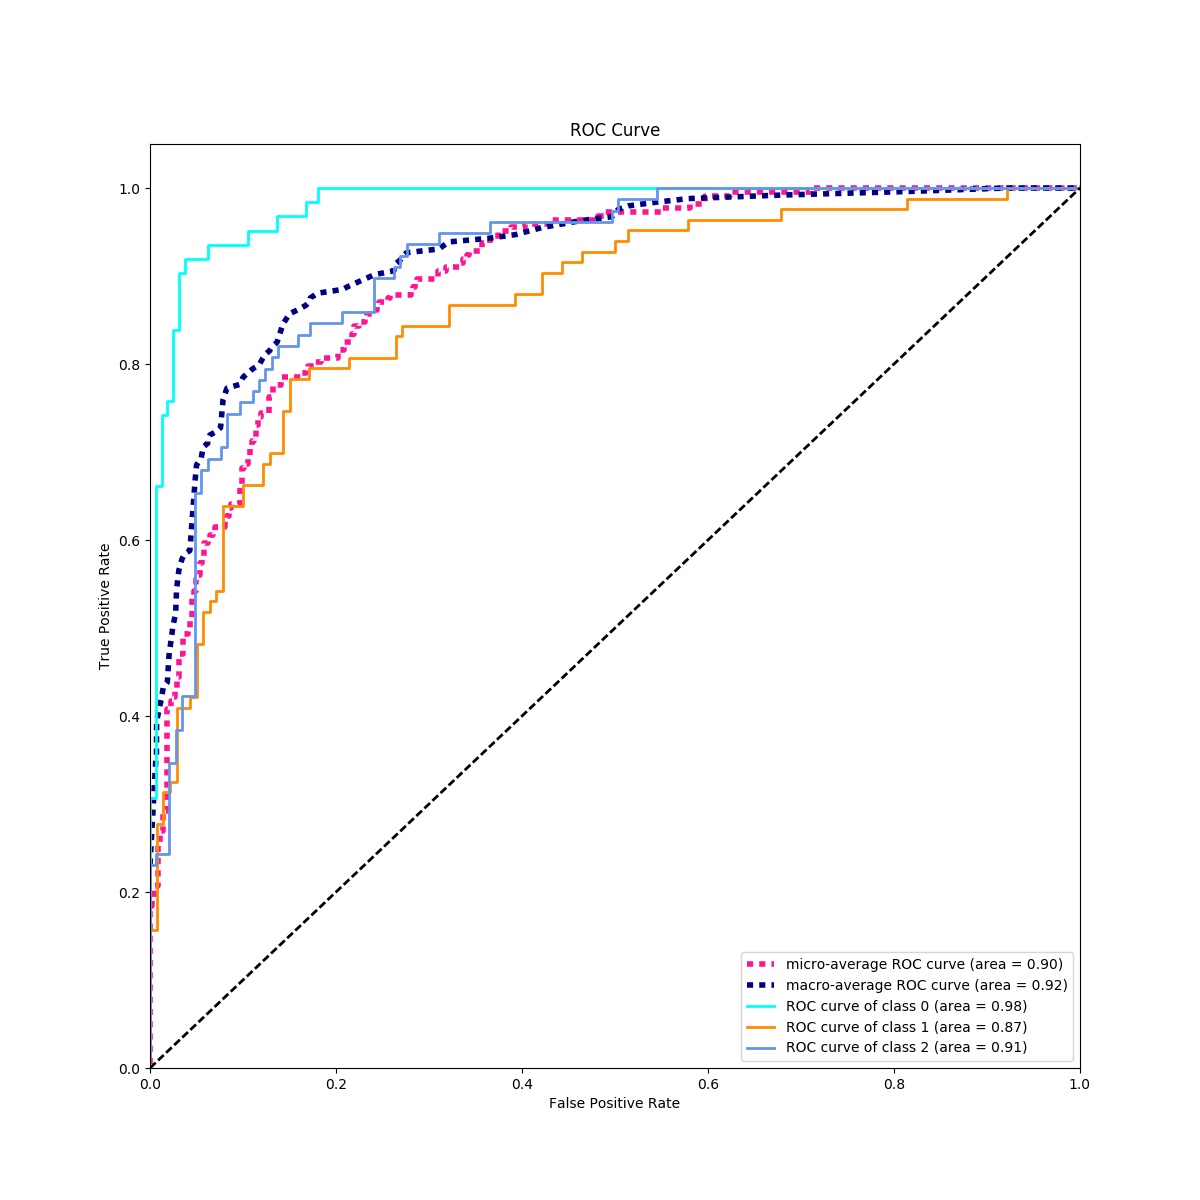 ROC Curve
1.0
0.8
0.6
0.4
0.2
0.0
True Positive Rate
0.0 0.2 0.4 0.6 0.8 1.0
False Positive Rate
micro-average ROC curve (area = 0.90)
macro-average ROC curve (area = 0.92)
ROC curve of class 0 (area = 0.98)
ROC curve of class 1 (area = 0.87)
ROC curve of class 2 (area = 0.91)